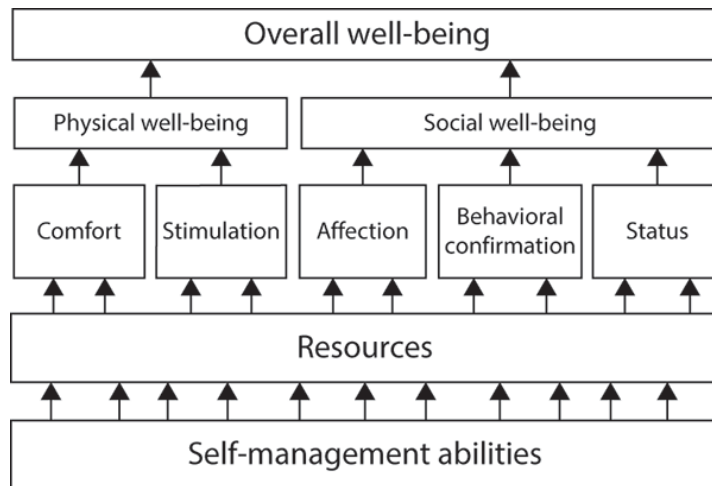 Overall well-being
Physical well-being
Social well-being
Comfort
Stimulation
Affection
Behavioral
confirmation
Status
Resources
Self-management abilities